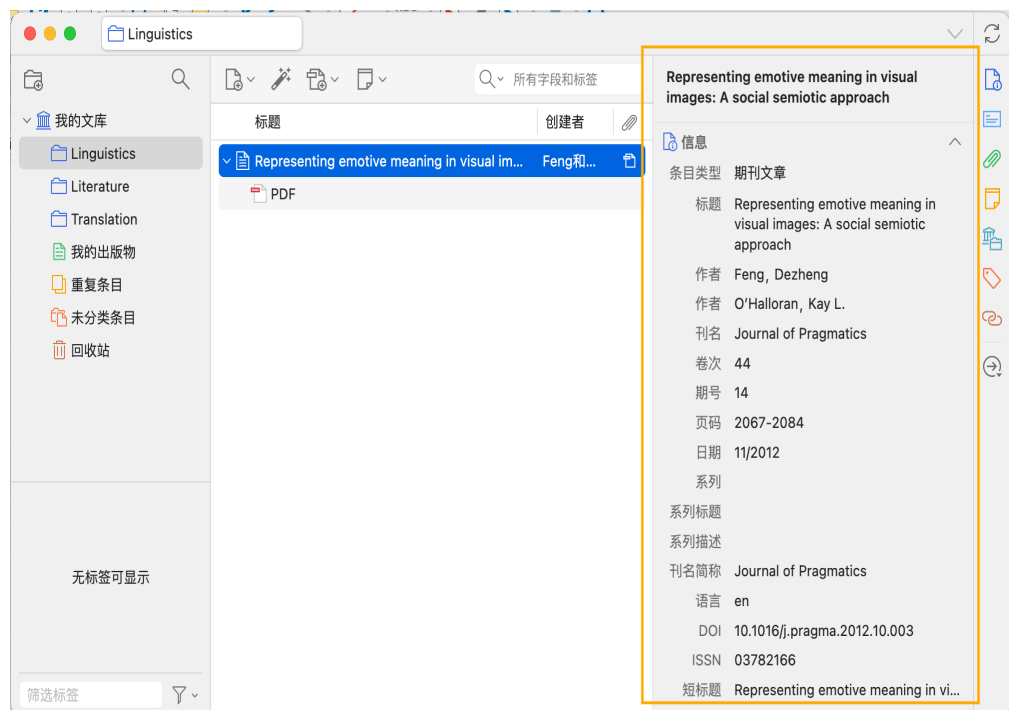 Linguistics
所有字段和标签
我的文库
Linguistics
Literature
Translation
我的出版物
重复条目
未分类条目
回收站
无标签可显示
筛选标签
标题 创建者
Representing emotive meaning in visual im... Feng和...
PDF
Representing emotive meaning in visual
images: A social semiotic approach
信息
条目类型 期刊文章
标题 Representing emotive meaning in
visual images: A social semiotic
approach
作者 Feng, Dezheng
作者 O'Halloran, Kay L.
刊名 Journal of Pragmatics
卷次 44
期号 14
页码 2067-2084
日期 11/2012
系列
系列标题
系列描述
刊名简称 Journal of Pragmatics
语言 en
DOI 10.1016/j.pragma.2012.10.003
ISSN 03782166
短标题 Representing emotive meaning in vi...